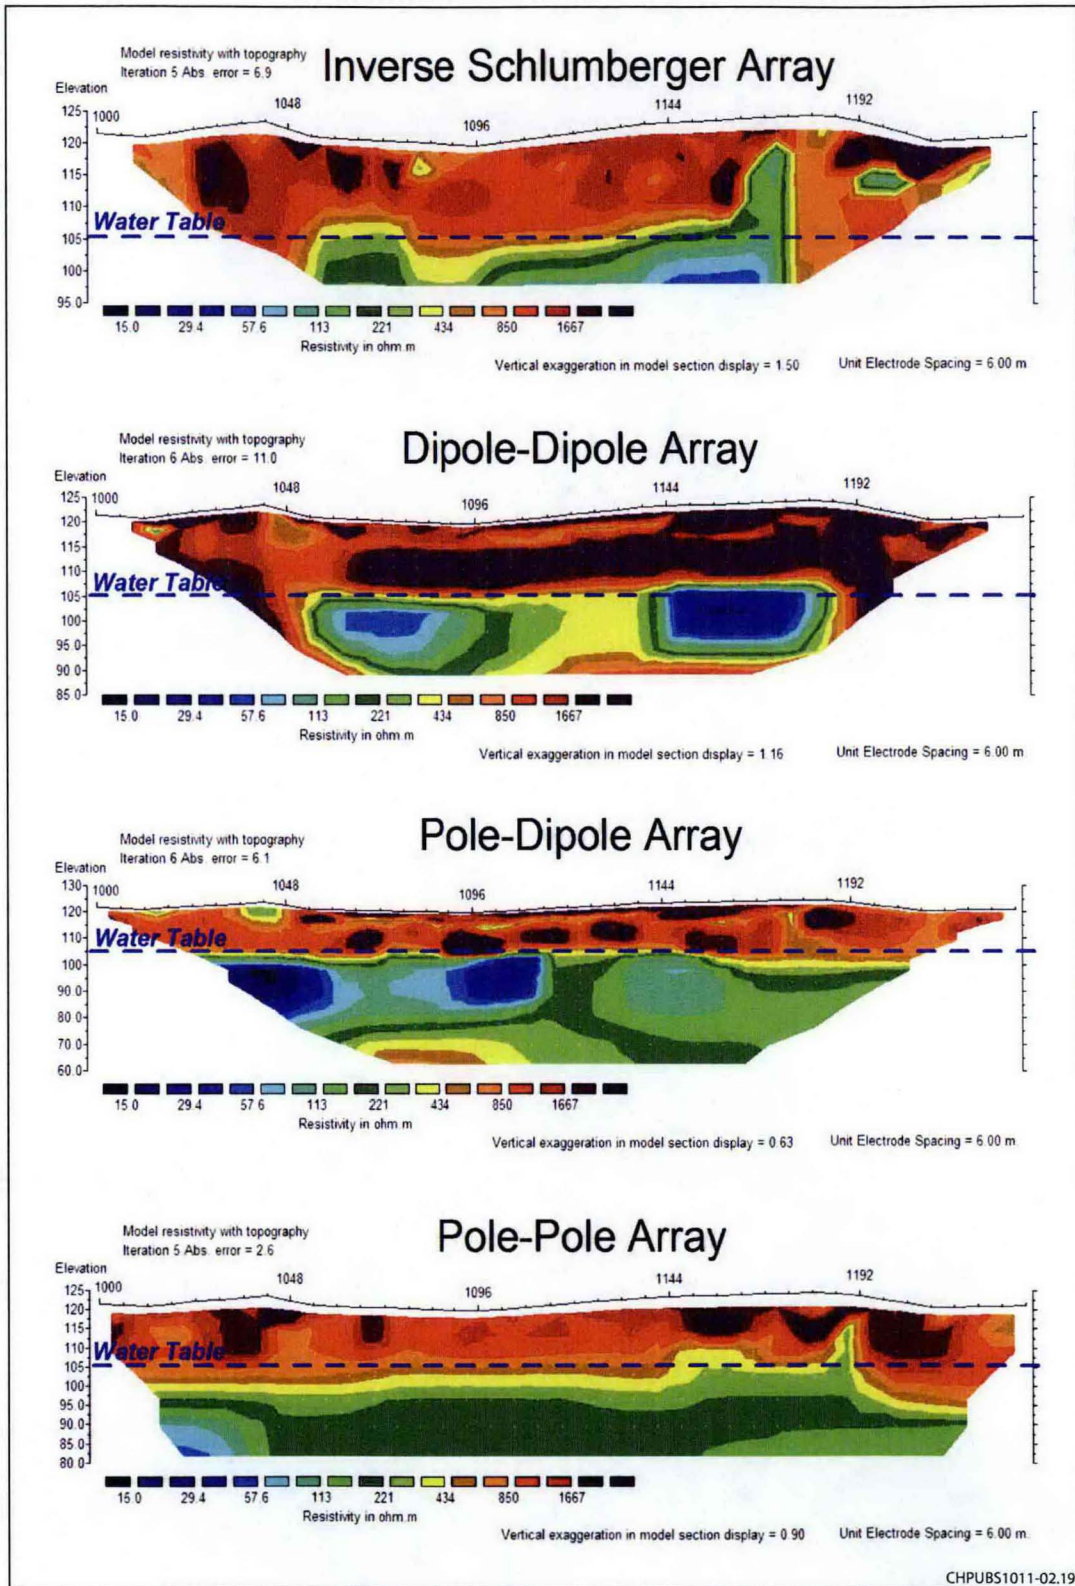 Inverse Schlumberger Array
Model resistivity with topography
Iteration 5 Abs. error = 6.9
Elevation
1000 1048 1096 1144 1192
125
120
115
110
Water Table
105
100
95.0
15.0 29.4 57.6 113 221 434 850 1667
Resistivity in ohm.m
Vertical exaggeration in model section display = 1.50 Unit Electrode Spacing = 6.00 m.
Dipole-Dipole Array
Model resistivity with topography
Iteration 6 Abs. error = 11.0
Elevation
1000 1048 1096 1144 1192
125
120
115
110
Water Table
105
100
95.0
90.0
85.0
15.0 29.4 57.6 113 221 434 850 1667
Resistivity in ohm.m
Vertical exaggeration in model section display = 1.16 Unit Electrode Spacing = 6.00 m.
Pole-Dipole Array
Model resistivity with topography
Iteration 6 Abs. error = 6.1
Elevation
1000 1048 1096 1144 1192
130
120
110
Water Table
100
90.0
80.0
70.0
60.0
15.0 29.4 57.6 113 221 434 850 1667
Resistivity in ohm.m
Vertical exaggeration in model section display = 0.63 Unit Electrode Spacing = 6.00 m.
Pole-Pole Array
Model resistivity with topography
Iteration 5 Abs. error = 2.6
Elevation
1000 1048 1096 1144 1192
125
120
115
110
Water Table
105
100
95.0
90.0
85.0
80.0
15.0 29.4 57.6 113 221 434 850 1667
Resistivity in ohm.m
Vertical exaggeration in model section display = 0.90 Unit Electrode Spacing = 6.00 m.
CHPUBS1011-02.19